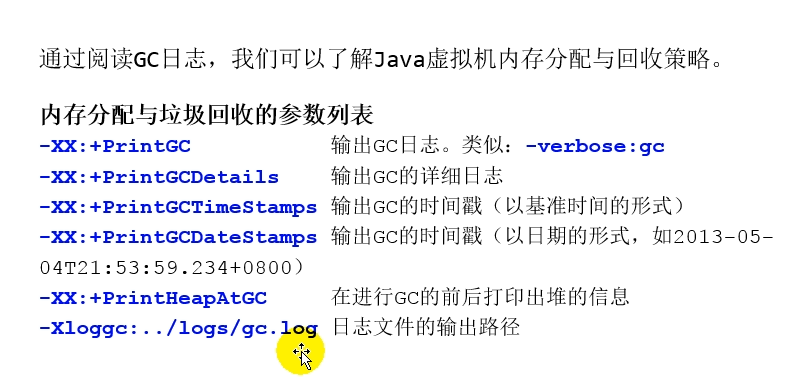 通过阅读GC日志，我们可以了解Java虚拟机内存分配与回收策略。
内存分配与垃圾回收的参数列表
-XX:+PrintGC 输出GC日志。类似：-verbose:gc
-XX:+PrintGCDetails 输出GC的详细日志
-XX:+PrintGCTimeStamps 输出GC的时间戳（以基准时间的形式）
-XX:+PrintGCDateStamps 输出GC的时间戳（以日期的形式，如2013-05-
04T21:53:59.234+0800）
-XX:+PrintHeapAtGC 在进行GC的前后打印出堆的信息
-Xloggc:../logs/gc.log 日志文件的输出路径